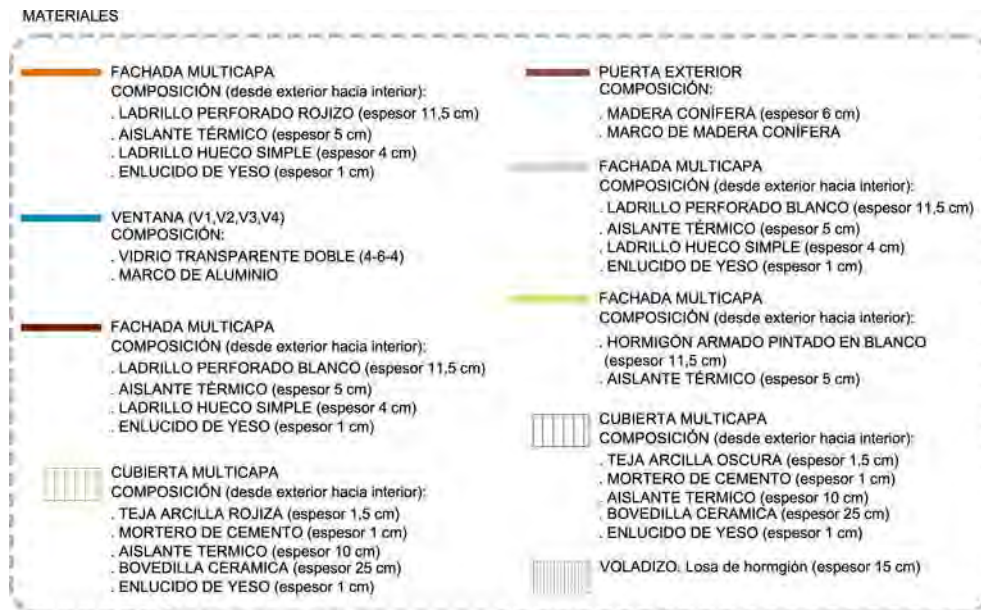 MATERIALES
FACHADA MULTICAPA
COMPOSICIÓN (desde exterior hacia interior):
. LADRILLO PERFORADO ROJIZO (espesor 11,5 cm)
. AISLANTE TÉRMICO (espesor 5 cm)
. LADRILLO HUECO SIMPLE (espesor 4 cm)
. ENLUCIDO DE YESO (espesor 1 cm)
VENTANA (V1,V2,V3,V4)
COMPOSICIÓN:
. VIDRIO TRANSPARENTE DOBLE (4-6-4)
. MARCO DE ALUMINIO
FACHADA MULTICAPA
COMPOSICIÓN (desde exterior hacia interior):
. LADRILLO PERFORADO BLANCO (espesor 11,5 cm)
. AISLANTE TÉRMICO (espesor 5 cm)
. LADRILLO HUECO SIMPLE (espesor 4 cm)
. ENLUCIDO DE YESO (espesor 1 cm)
CUBIERTA MULTICAPA
COMPOSICIÓN (desde exterior hacia interior):
. TEJA ARCILLA ROJIZA (espesor 1,5 cm)
. MORTERO DE CEMENTO (espesor 1 cm)
. AISLANTE TERMICO (espesor 10 cm)
. BOVEDILLA CERAMICA (espesor 25 cm)
. ENLUCIDO DE YESO (espesor 1 cm)
PUERTA EXTERIOR
COMPOSICIÓN:
. MADERA CONÍFERA (espesor 6 cm)
. MARCO DE MADERA CONÍFERA
FACHADA MULTICAPA
COMPOSICIÓN (desde exterior hacia interior):
. LADRILLO PERFORADO BLANCO (espesor 11,5 cm)
. AISLANTE TÉRMICO (espesor 5 cm)
. LADRILLO HUECO SIMPLE (espesor 4 cm)
. ENLUCIDO DE YESO (espesor 1 cm)
FACHADA MULTICAPA
COMPOSICIÓN (desde exterior hacia interior):
. HORMIGÓN ARMADO PINTADO EN BLANCO
(espesor 11,5 cm)
. AISLANTE TÉRMICO (espesor 5 cm)
CUBIERTA MULTICAPA
COMPOSICIÓN (desde exterior hacia interior):
. TEJA ARCILLA OSCURA (espesor 1,5 cm)
. MORTERO DE CEMENTO (espesor 1 cm)
. AISLANTE TERMICO (espesor 10 cm)
. BOVEDILLA CERAMICA (espesor 25 cm)
. ENLUCIDO DE YESO (espesor 1 cm)
VOLADIZO. Losa de hormgión (espesor 15 cm)